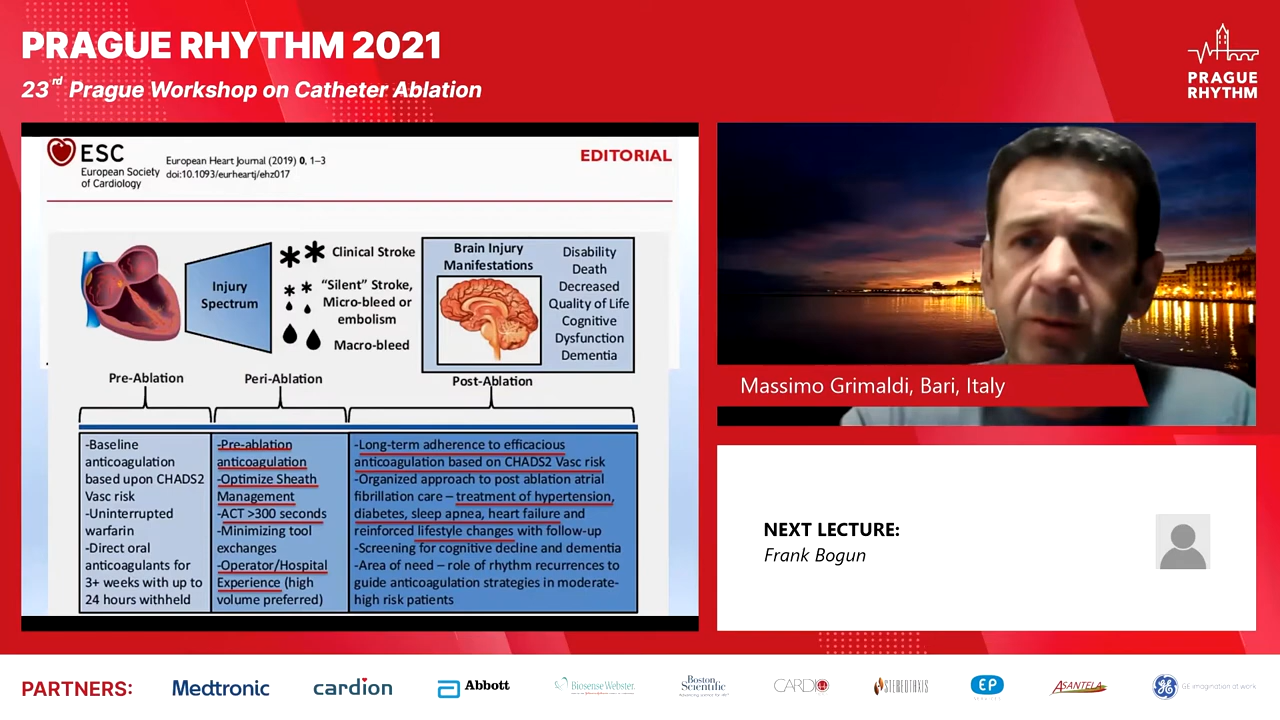 PRAGUE RHYTHM 2021
23rd Prague Workshop on Catheter Ablation
PRAGUE
RHYTHM
ESC
European Society
of Cardiology
European Heart Journal (2019) 0, 1–3
doi:10.1093/eurheartj/ehz017
EDITORIAL
Injury
Spectrum
Clinical Stroke
"Silent" Stroke,
Micro-bleed or
embolism
Macro-bleed
Brain Injury
Manifestations
Disability
Death
Decreased
Quality of Life
Cognitive
Dysfunction
Dementia
Pre-Ablation
Peri-Ablation
Post-Ablation
-Baseline
anticoagulation
based upon CHADS2
Vasc risk
-Uninterrupted
warfarin
-Direct oral
anticoagulants for
3+ weeks with up to
24 hours withheld
-Pre-ablation
anticoagulation
-Optimize Sheath
Management
-ACT >300 seconds
-Minimizing tool
exchanges
-Operator/Hospital
Experience (high
volume preferred)
-Long-term adherence to efficacious
anticoagulation based on CHADS2 Vasc risk
-Organized approach to post ablation atrial
fibrillation care – treatment of hypertension,
diabetes, sleep apnea, heart failure and
reinforced lifestyle changes with follow-up
-Screening for cognitive decline and dementia
-Area of need – role of rhythm recurrences to
guide anticoagulation strategies in moderate-
high risk patients
Massimo Grimaldi, Bari, Italy
NEXT LECTURE:
Frank Bogun
PARTNERS:
Medtronic
cardion
Abbott
Biosense Webster
Boston
Scientific
CARDIO
STEREOTAXIS
EP
SERVICES
ASANTELA
GE imagination at work